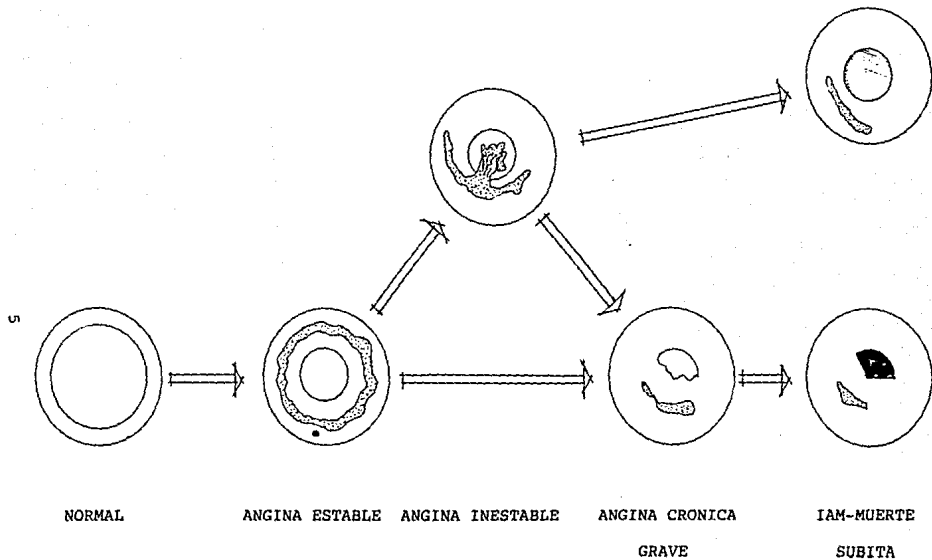 5
NORMAL
ANGINA ESTABLE
ANGINA INESTABLE
ANGINA CRONICA
GRAVE
IAM-MUERTE
SUBITA